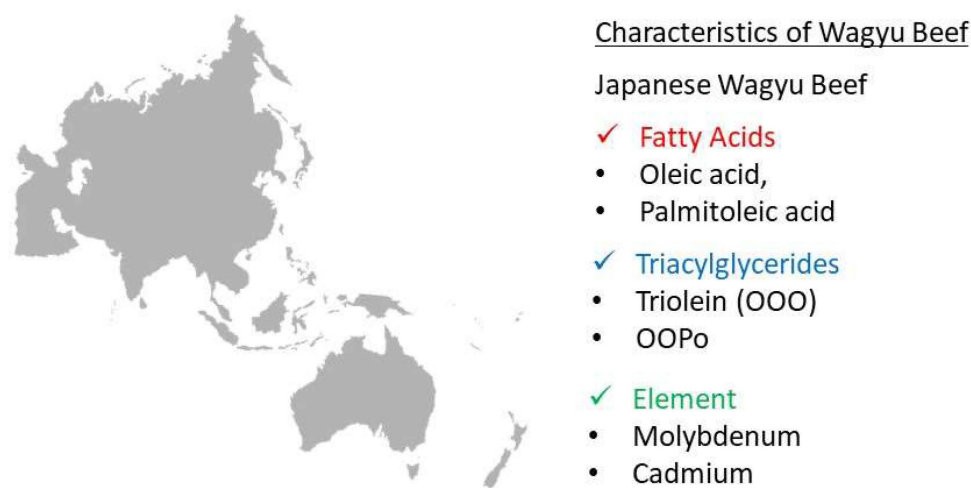 Characteristics of Wagyu Beef
Japanese Wagyu Beef
✓ Fatty Acids
• Oleic acid,
• Palmitoleic acid
✓ Triacylglycerides
• Triolein (OOO)
• OOPo
✓ Element
• Molybdenum
• Cadmium